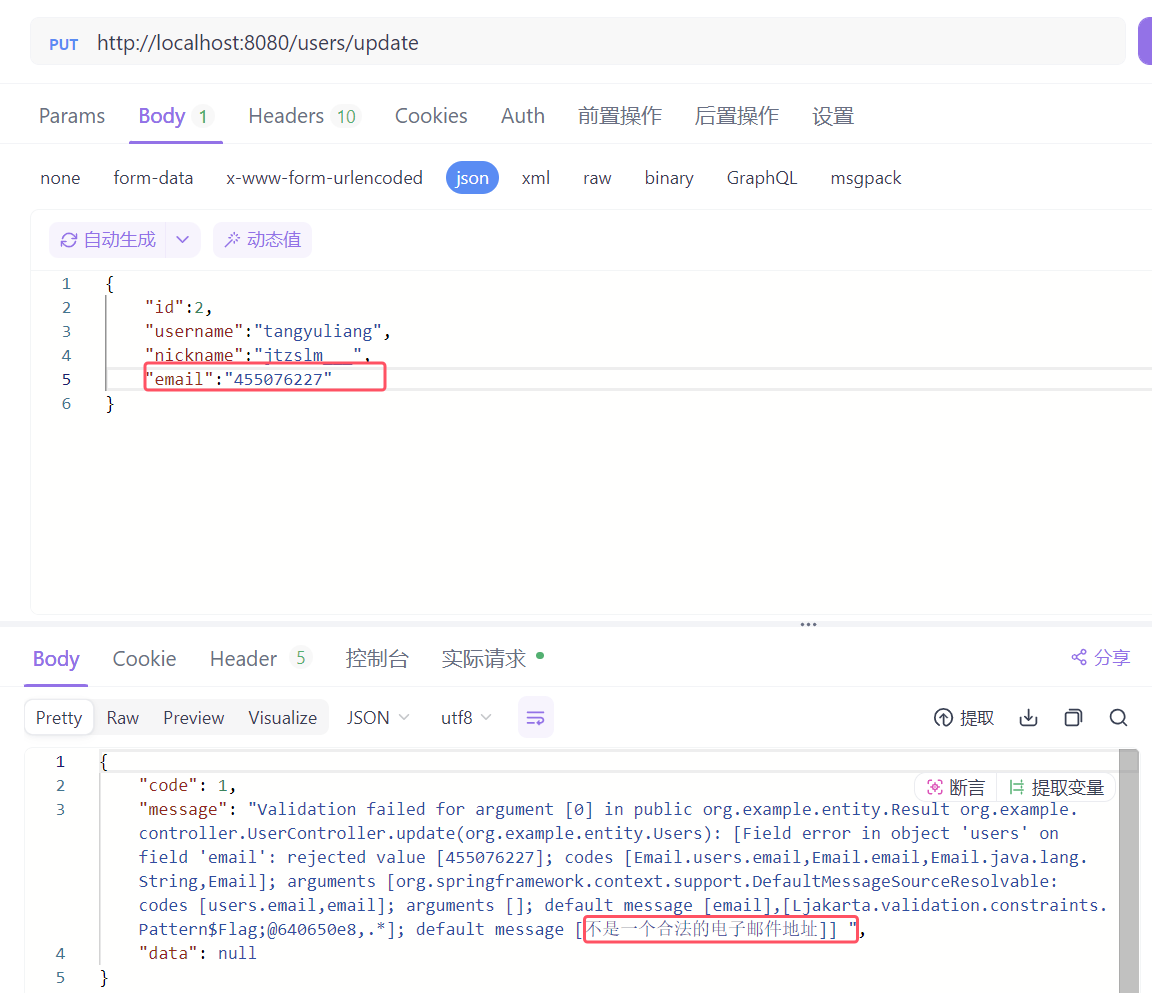 PUT http://localhost:8080/users/update
Params Body 1 Headers 10 Cookies Auth 前置操作 后置操作 设置
none form-data x-www-form-urlencoded json xml raw binary GraphQL msgpack
自动生成 动态值
1 {
2 "id":2,
3 "username":"tangyuliang",
4 "nickname":"jtzslm___",
5 "email":"455076227"
6 }
Body Cookie Header 5 控制台 实际请求 分享
Pretty Raw Preview Visualize JSON utf8 提取
1 {
2 "code": 1, 断言 提取变量
3 "message": "Validation failed for argument [0] in public org.example.entity.Result org.example.
controller.UserController.update(org.example.entity.Users): [Field error in object 'users' on
field 'email': rejected value [455076227]; codes [Email.users.email,Email.email,Email.java.lang.
String,Email]; arguments [org.springframework.context.support.DefaultMessageSourceResolvable:
codes [users.email,email]; arguments []; default message [email],[Ljakarta.validation.constraints.
Pattern$Flag;@640650e8,.*]; default message [不是一个合法的电子邮件地址]] ",
4 "data": null
5 }